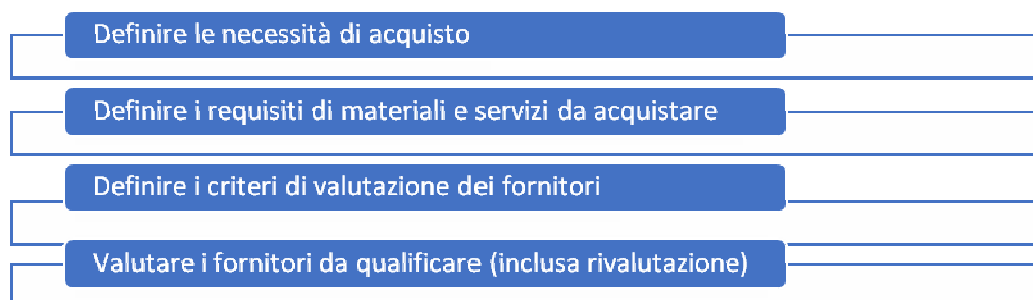 Definire le necessità di acquisto
Definire i requisiti di materiali e servizi da acquistare
Definire i criteri di valutazione dei fornitori
Valutare i fornitori da qualificare (inclusa rivalutazione)